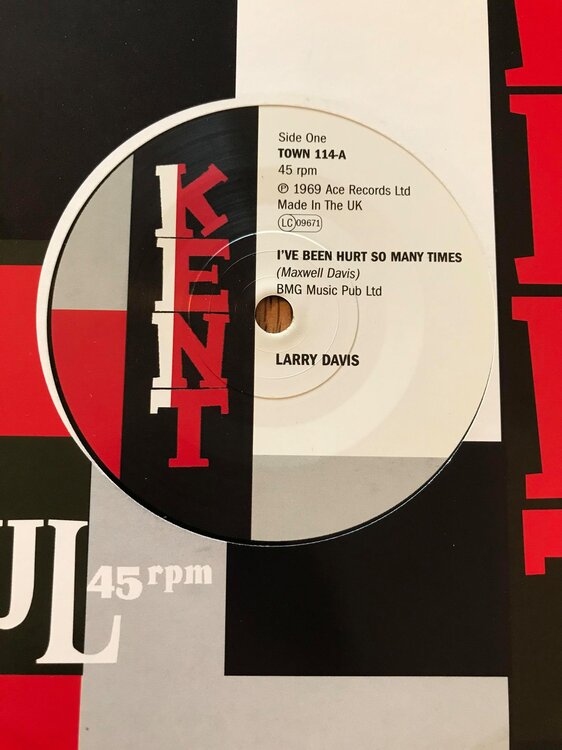 KENT
Side One
TOWN 114-A
45 rpm
℗ 1969 Ace Records Ltd
Made In The UK
LC 09671
I'VE BEEN HURT SO MANY TIMES
(Maxwell Davis)
BMG Music Pub Ltd
LARRY DAVIS
UL 45 rpm